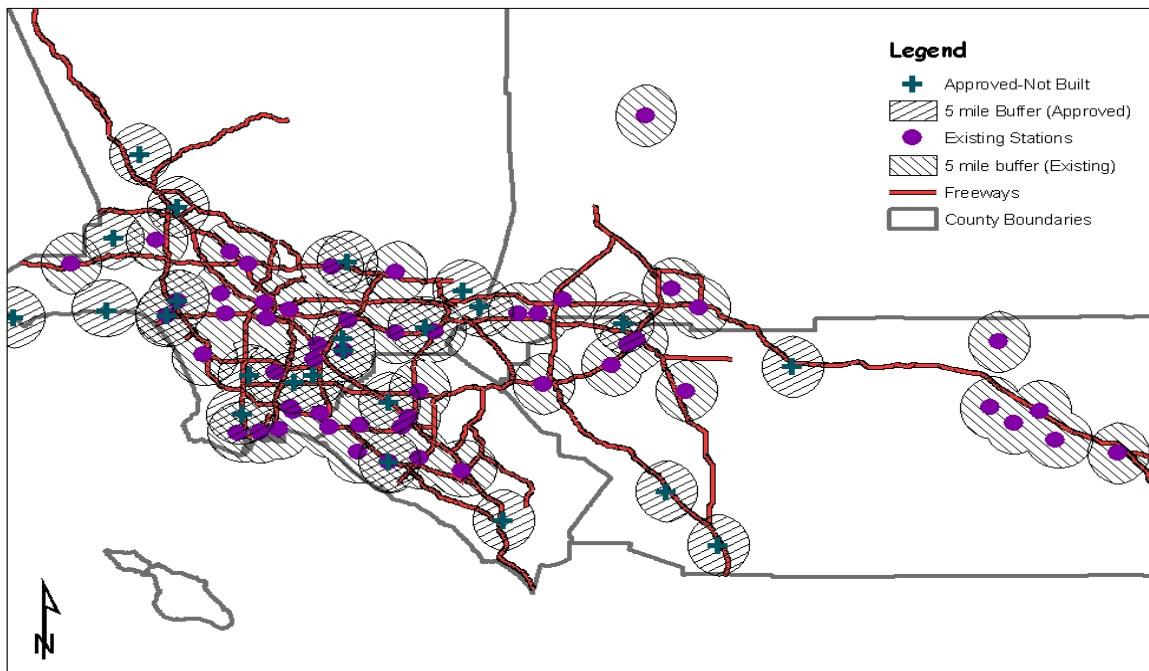 Legend
Approved-Not Built
5 mile Buffer (Approved)
Existing Stations
5 mile buffer (Existing)
Freeways
County Boundaries
N